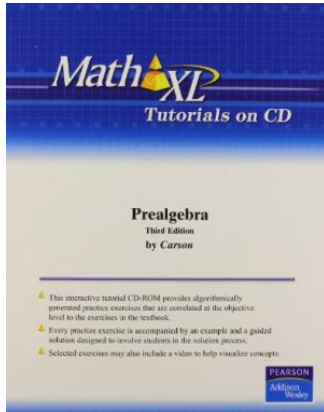 Math XL
Tutorials on CD
Prealgebra
Third Edition
by Carson
This interactive tutorial CD-ROM provides algorithmically
generated practice exercises that are correlated at the objective
level to the exercises in the textbook.
Every practice exercise is accompanied by an example and a guided
solution designed to involve students in the solution process.
Selected exercises may also include a video to help visualize concepts.
PEARSON
Addison
Wesley